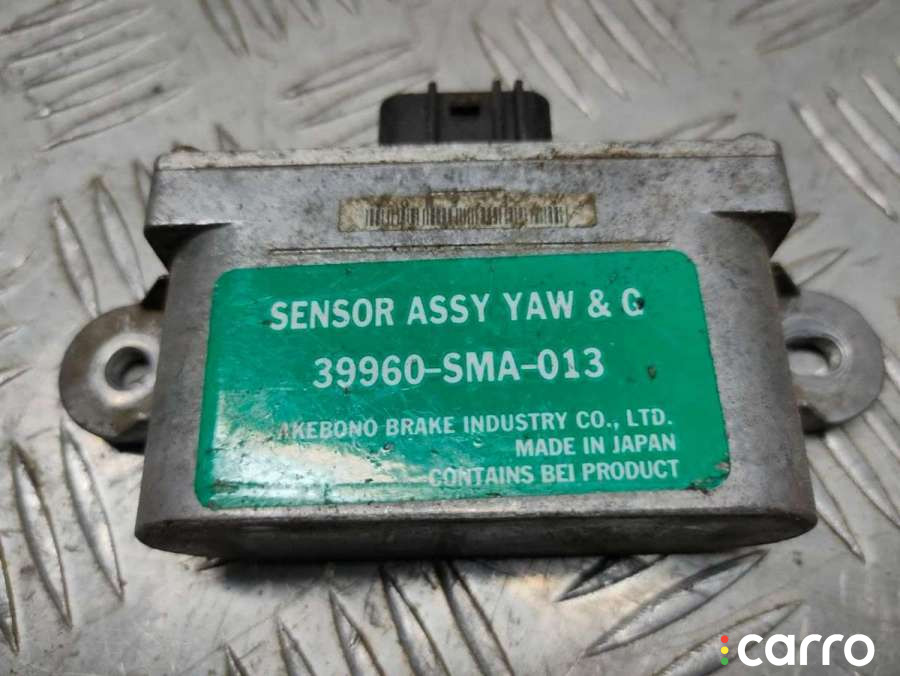 SENSOR ASSY YAW & G
39960-SMA-013
AKEBONO BRAKE INDUSTRY CO., LTD.
MADE IN JAPAN
CONTAINS BEI PRODUCT
carro